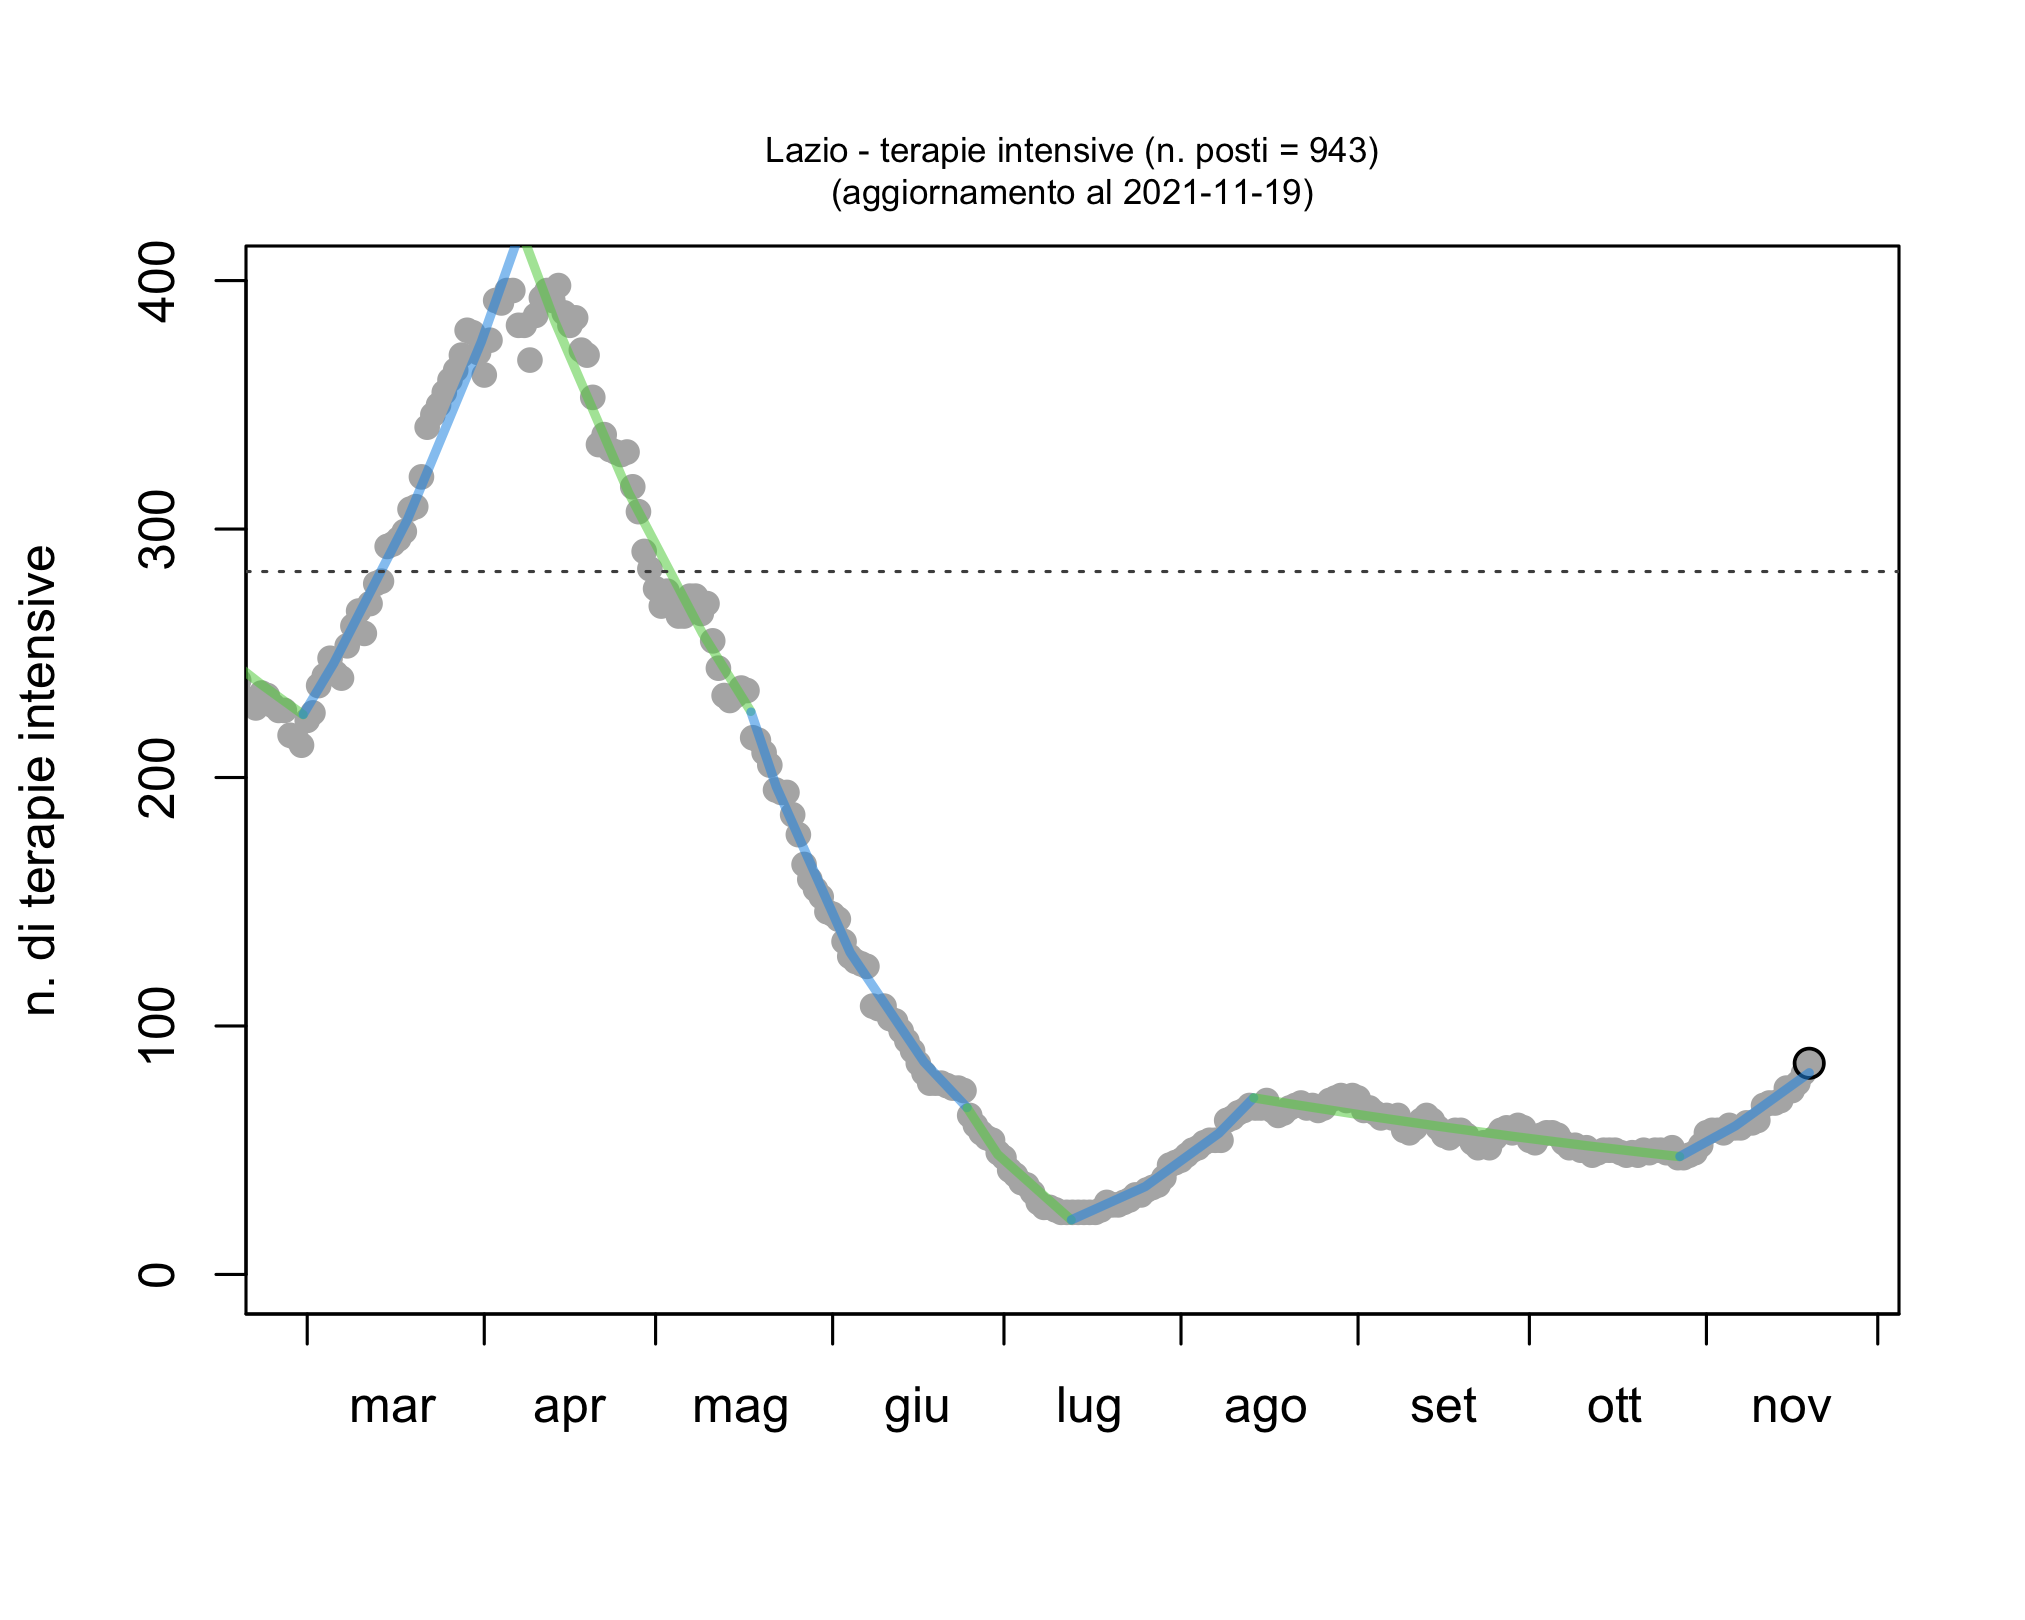 Lazio - terapie intensive (n. posti = 943)
(aggiornamento al 2021-11-19)
n. di terapie intensive
400
300
200
100
0
mar apr mag giu lug ago set ott nov